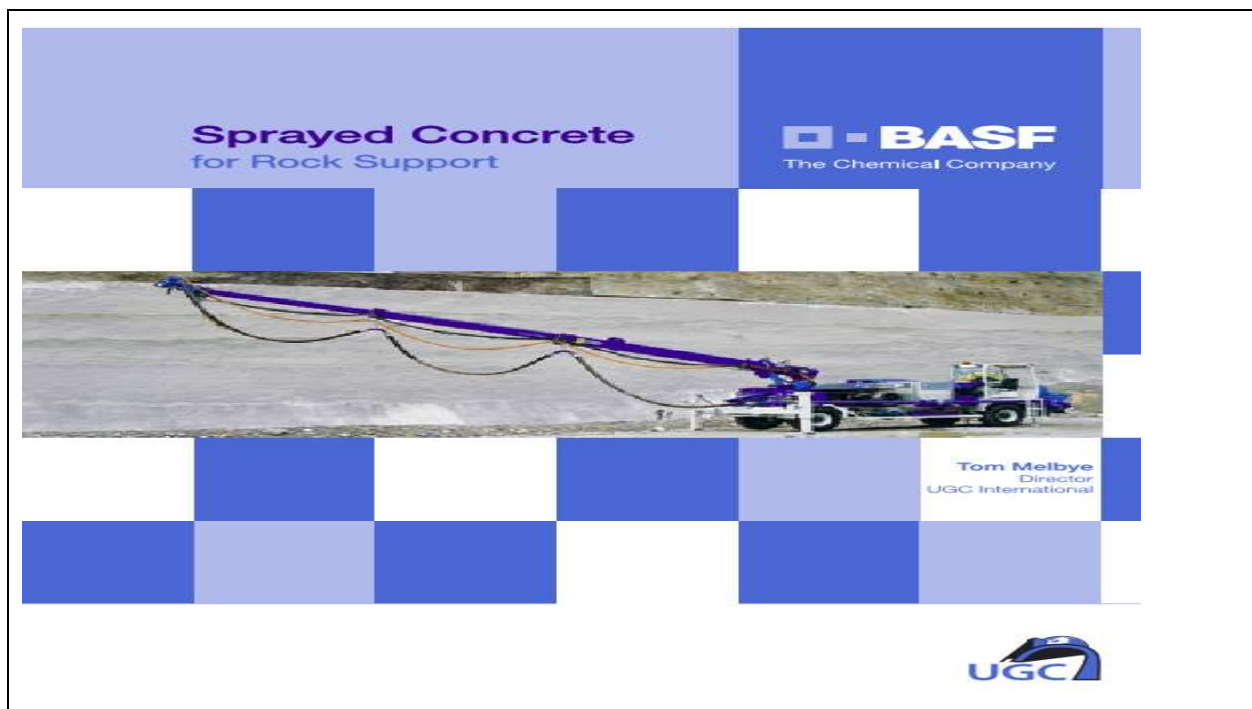 Sprayed Concrete
for Rock Support
BASF
The Chemical Company
Tom Melbye
Director
UGC International
UGC